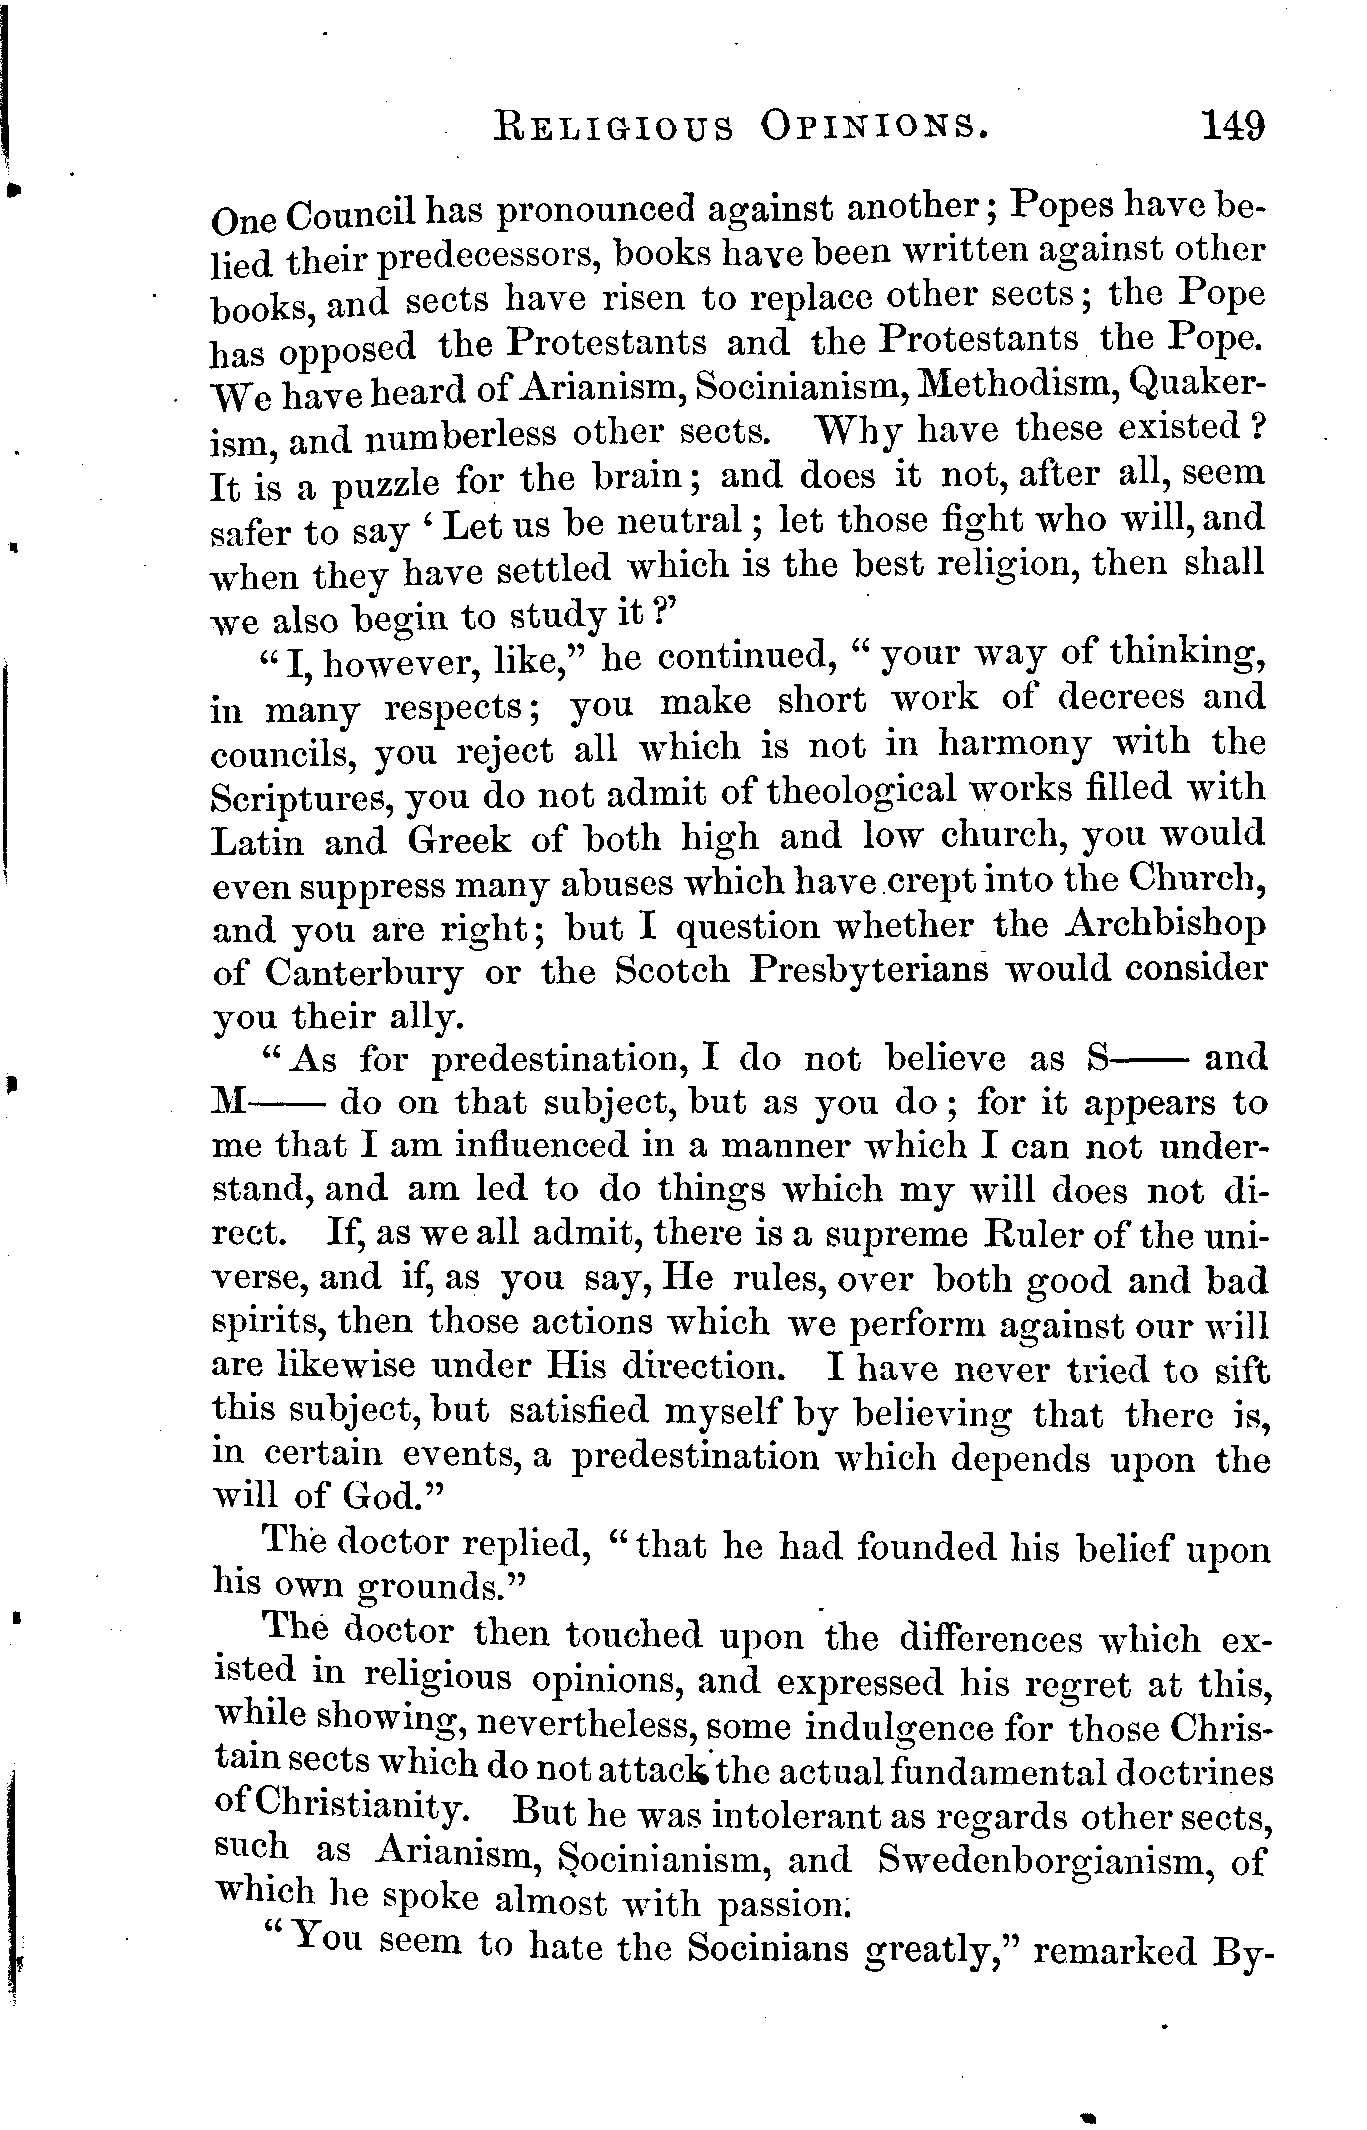 RELIGIOUS OPINIONS. 149
One Council has pronounced against another; Popes have be-
lied their predecessors, books have been written against other
books, and sects have risen to replace other sects; the Pope
has opposed the Protestants and the Protestants the Pope.
We have heard of Arianism, Socinianism, Methodism, Quaker-
ism, and numberless other sects. Why have these existed?
It is a puzzle for the brain; and does it not, after all, seem
safer to say ‘Let us be neutral; let those fight who will, and
when they have settled which is the best religion, then shall
we also begin to study it?’
“I, however, like,” he continued, “your way of thinking,
in many respects; you make short work of decrees and
councils, you reject all which is not in harmony with the
Scriptures, you do not admit of theological works filled with
Latin and Greek of both high and low church, you would
even suppress many abuses which have crept into the Church,
and you are right; but I question whether the Archbishop
of Canterbury or the Scotch Presbyterians would consider
you their ally.
“As for predestination, I do not believe as S—— and
M—— do on that subject, but as you do; for it appears to
me that I am influenced in a manner which I can not under-
stand, and am led to do things which my will does not di-
rect. If, as we all admit, there is a supreme Ruler of the uni-
verse, and if, as you say, He rules, over both good and bad
spirits, then those actions which we perform against our will
are likewise under His direction. I have never tried to sift
this subject, but satisfied myself by believing that there is,
in certain events, a predestination which depends upon the
will of God.”
The doctor replied, “that he had founded his belief upon
his own grounds.”
The doctor then touched upon the differences which ex-
isted in religious opinions, and expressed his regret at this,
while showing, nevertheless, some indulgence for those Chris-
tain sects which do not attack the actual fundamental doctrines
of Christianity. But he was intolerant as regards other sects,
such as Arianism, Socinianism, and Swedenborgianism, of
which he spoke almost with passion.
“You seem to hate the Socinians greatly,” remarked By-